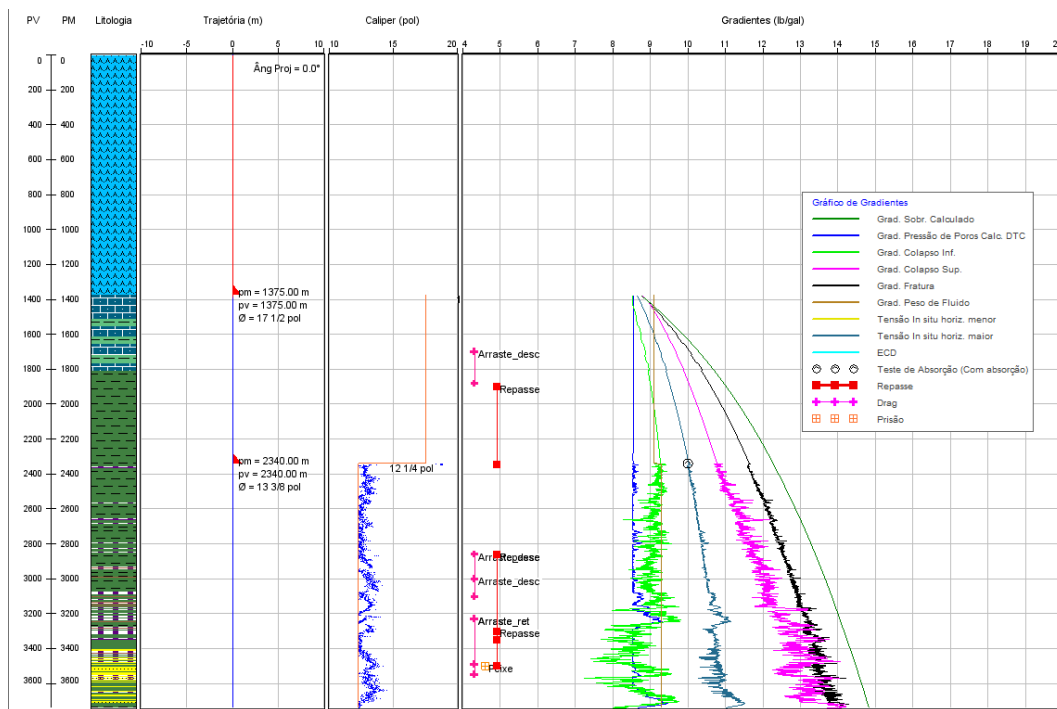 PV PM Litologia Trajetória (m) Caliper (pol) Gradientes (lb/gal)
-10 -5 0 5 10 10 15 20 4 5 6 7 8 9 10 11 12 13 14 15 16 17 18 19 20
0 0
Âng Proj = 0.0°
200 200
400 400
600 600
800 800
1000 1000
1200 1200
1400 1400
1600 1600
1800 1800
2000 2000
2200 2200
2400 2400
2600 2600
2800 2800
3000 3000
3200 3200
3400 3400
3600 3600
pm = 1375.00 m
pv = 1375.00 m
Ø = 17 1/2 pol
pm = 2340.00 m
pv = 2340.00 m
Ø = 13 3/8 pol
12 1/4 pol
Arraste_desc
Repasse
Arraste_desc
Repasse
Arraste_desc
Arraste_ret
Repasse
Gráfico de Gradientes
Grad. Sobr. Calculado
Grad. Pressão de Poros Calc. DTC
Grad. Colapso Inf.
Grad. Colapso Sup.
Grad. Fratura
Grad. Peso de Fluido
Tensão In situ horiz. menor
Tensão In situ horiz. maior
ECD
Teste de Absorção (Com absorção)
Repasse
Drag
Prisão